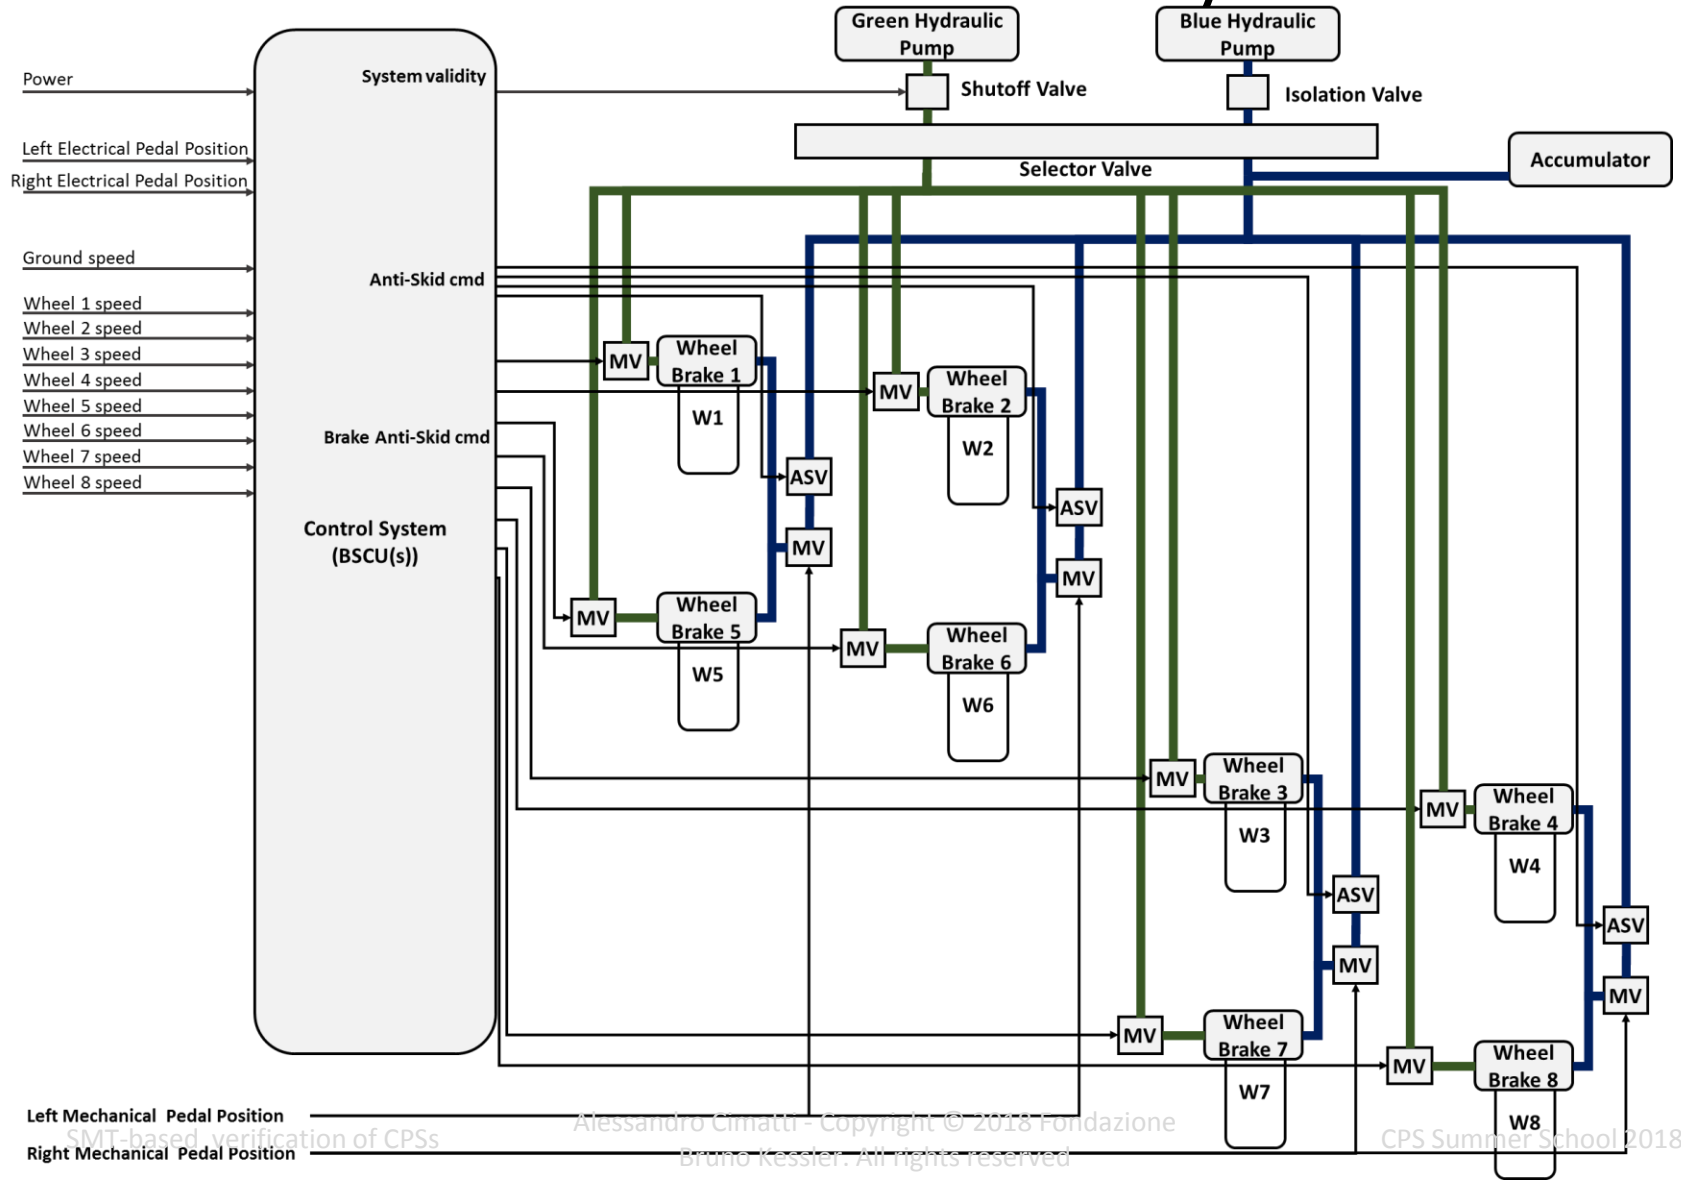 Green Hydraulic
Pump
Blue Hydraulic
Pump
System validity
Power
Shutoff Valve
Isolation Valve
Left Electrical Pedal Position
Selector Valve
Accumulator
Right Electrical Pedal Position
Ground speed
Anti-Skid cmd
Wheel 1 speed
Wheel 2 speed
Wheel 3 speed
Wheel 4 speed
Wheel 5 speed
Wheel 6 speed
Wheel 7 speed
Wheel 8 speed
Brake Anti-Skid cmd
Control System
(BSCU(s))
MV
Wheel
Brake 1
W1
MV
Wheel
Brake 2
W2
ASV
MV
ASV
MV
MV
Wheel
Brake 5
W5
MV
Wheel
Brake 6
W6
MV
Wheel
Brake 3
W3
MV
Wheel
Brake 4
W4
ASV
MV
ASV
MV
MV
Wheel
Brake 7
W7
MV
Wheel
Brake 8
W8
Left Mechanical Pedal Position
Right Mechanical Pedal Position
SMT-based verification of CPSs
Alessandro Cimatti - Copyright © 2018 Fondazione
Bruno Kessler. All rights reserved
CPS Summer School 2018